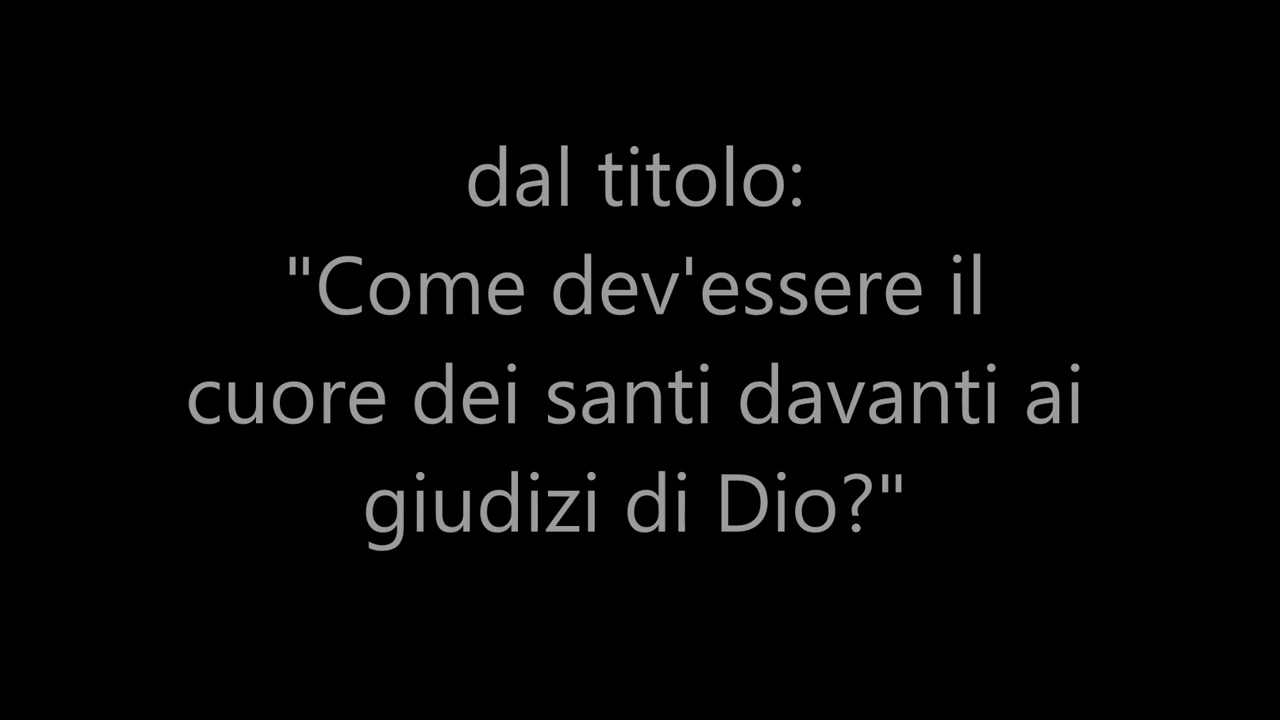 dal titolo:
"Come dev'essere il
cuore dei santi davanti ai
giudizi di Dio?"